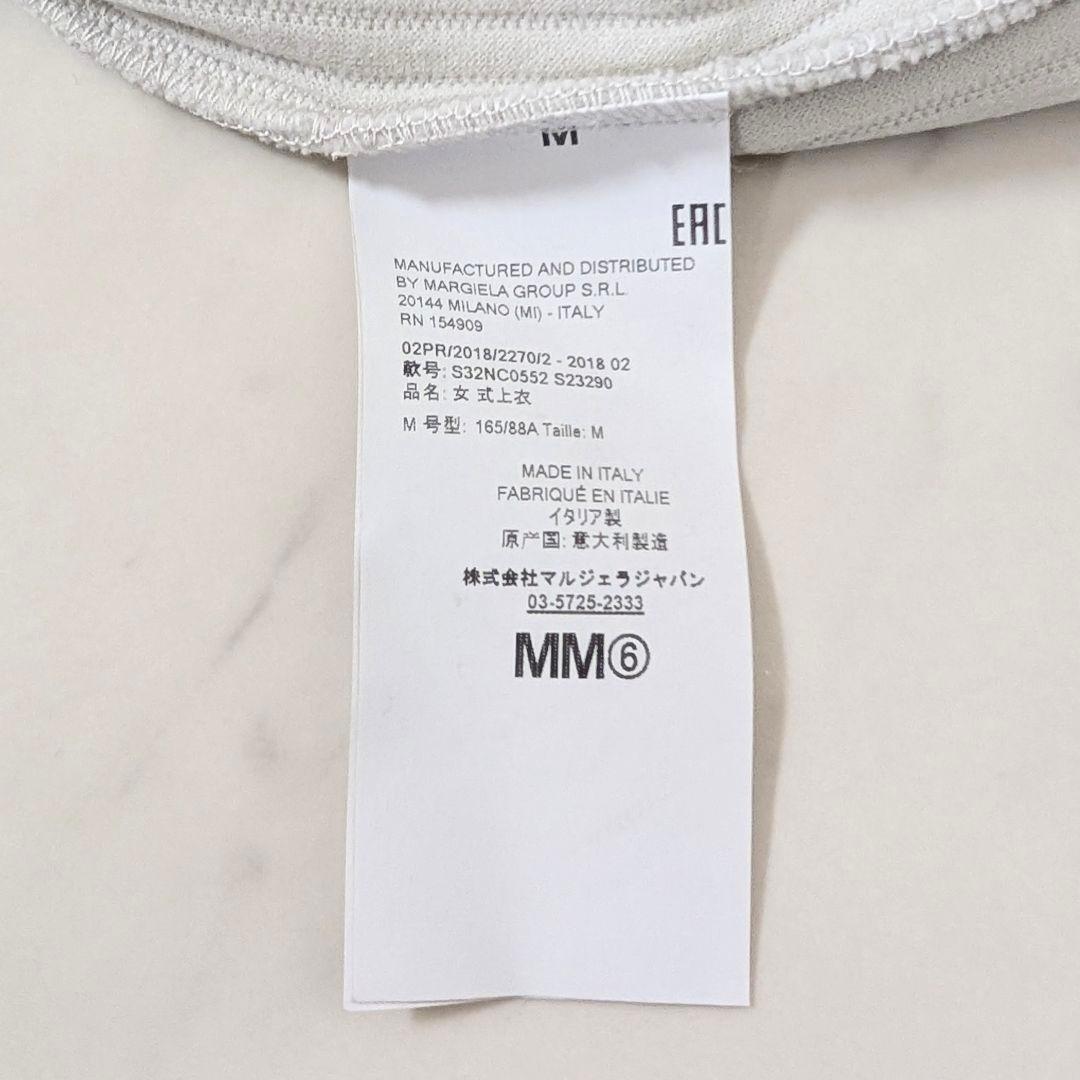 M
EAC
MANUFACTURED AND DISTRIBUTED
BY MARGIELA GROUP S.R.L.
20144 MILANO (MI) - ITALY
RN 154909
02PR/2018/2270/2 - 2018 02
款号: S32NC0552 S23290
品名: 女 式上衣
M 号型: 165/88A Taille: M
MADE IN ITALY
FABRIQUÉ EN ITALIE
イタリア製
原产国: 意大利製造
株式会社マルジェラジャパン
03-5725-2333
MM⑥